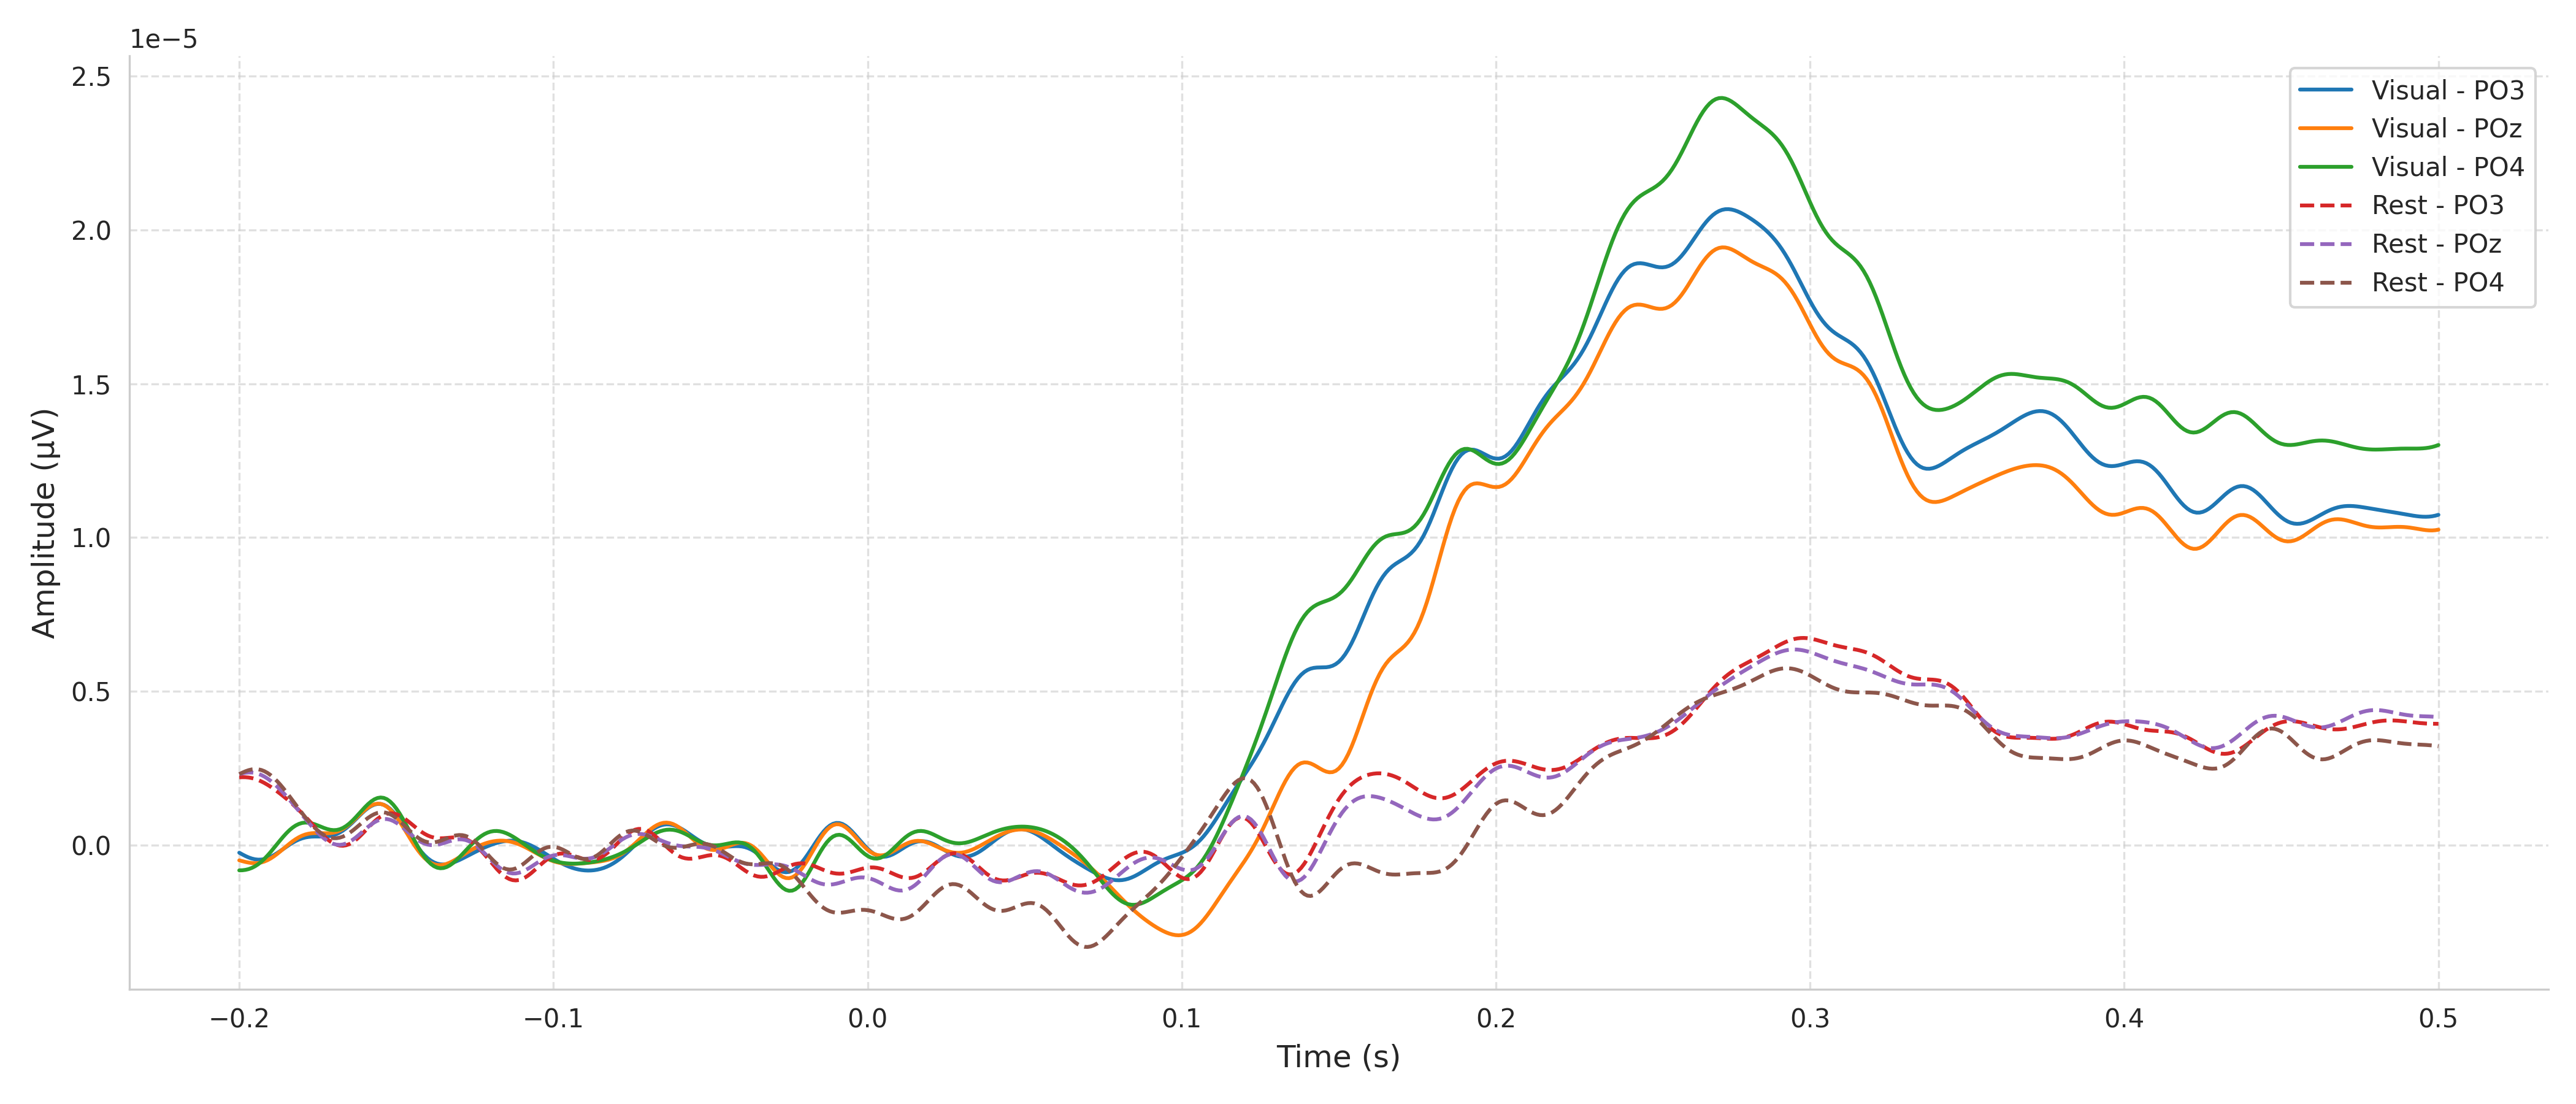 1e−5
2.5
2.0
1.5
1.0
0.5
0.0
Amplitude (µV)
−0.2
−0.1
0.0
0.1
0.2
0.3
0.4
0.5
Time (s)
Visual - PO3
Visual - POz
Visual - PO4
Rest - PO3
Rest - POz
Rest - PO4